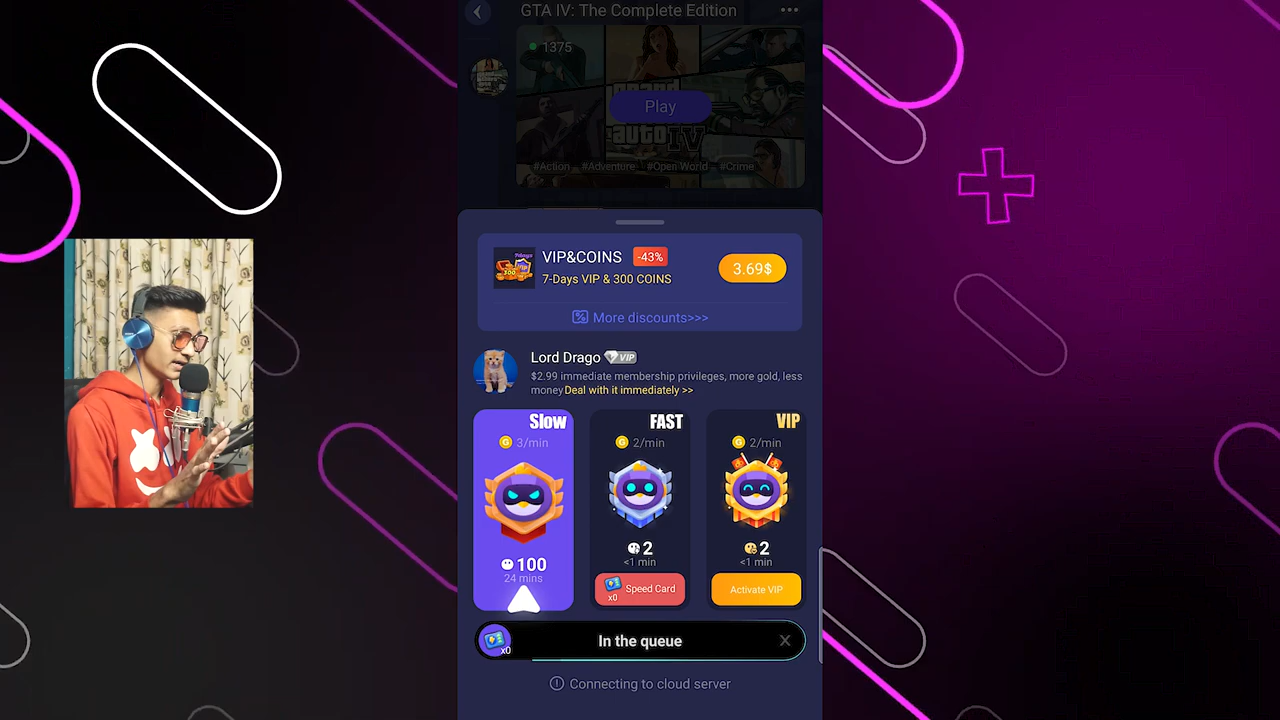 GTA IV: The Complete Edition
1375
Play
grand
auto IV
#Action #Adventure #Open World #Crime
VIP&COINS -43%
7-Days VIP & 300 COINS
3.69$
More discounts>>>
Lord Drago VIP
$2.99 immediate membership privileges, more gold, less
money Deal with it immediately >>
Slow
G 3/min
100
24 mins
FAST
G 2/min
2
<1 min
x0 Speed Card
VIP
G 2/min
2
<1 min
Activate VIP
x0 In the queue X
Connecting to cloud server